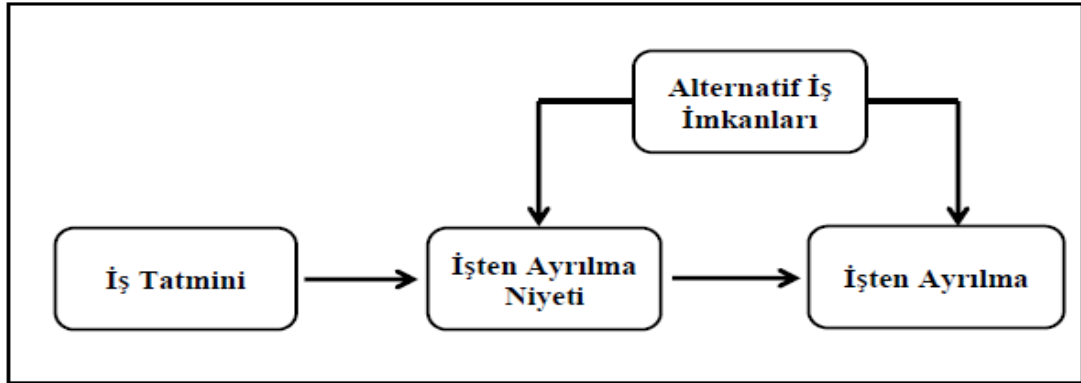 Alternatif İş
İmkanları
İş Tatmini
İşten Ayrılma
Niyeti
İşten Ayrılma